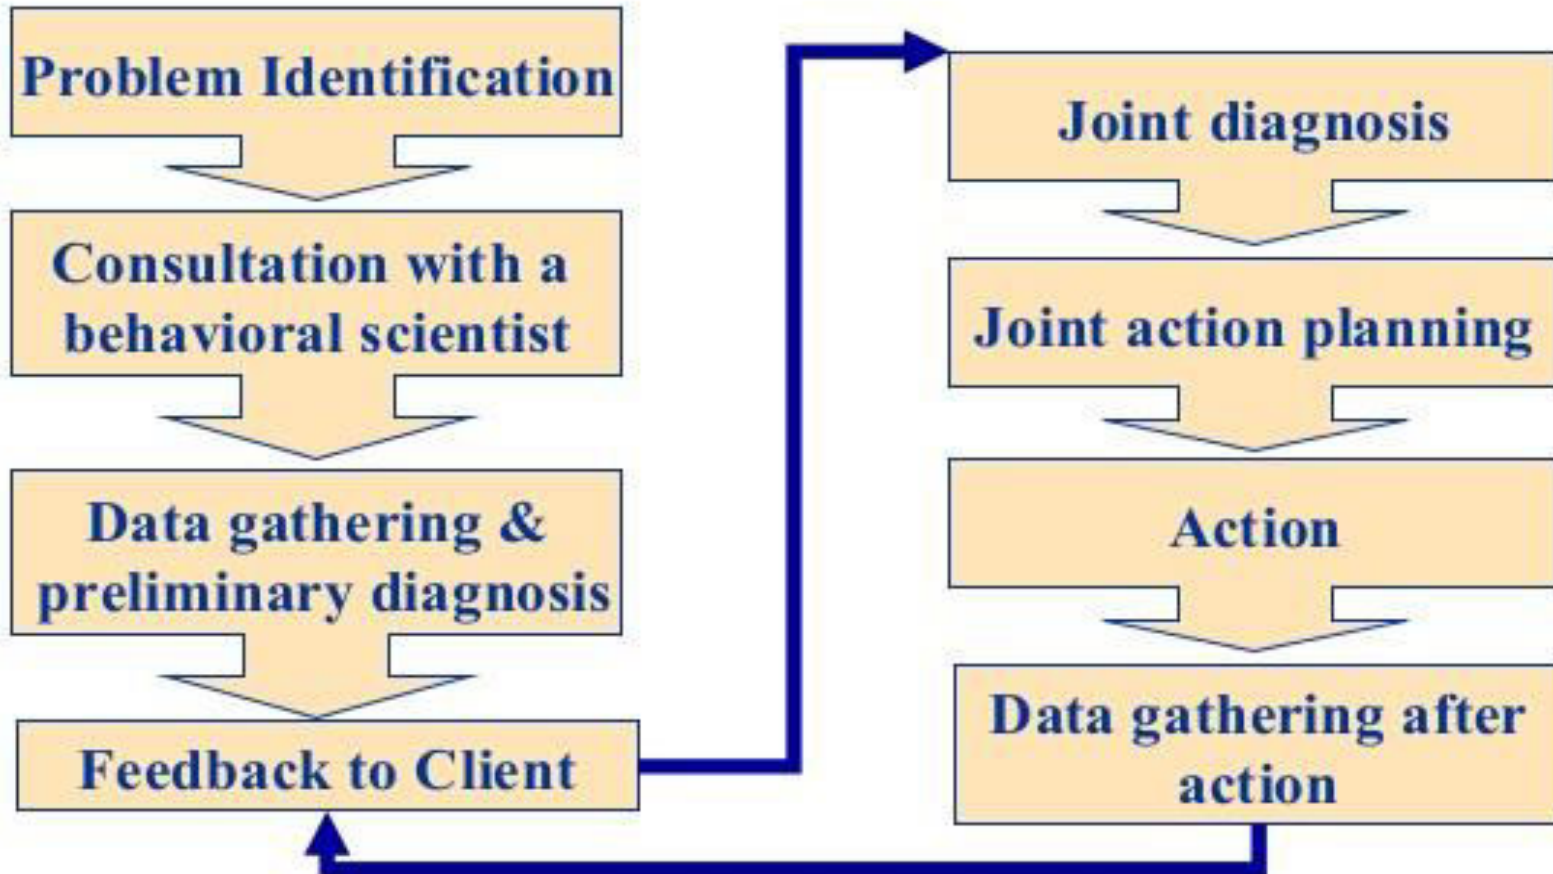 Problem Identification
Consultation with a
behavioral scientist
Data gathering &
preliminary diagnosis
Feedback to Client
Joint diagnosis
Joint action planning
Action
Data gathering after
action